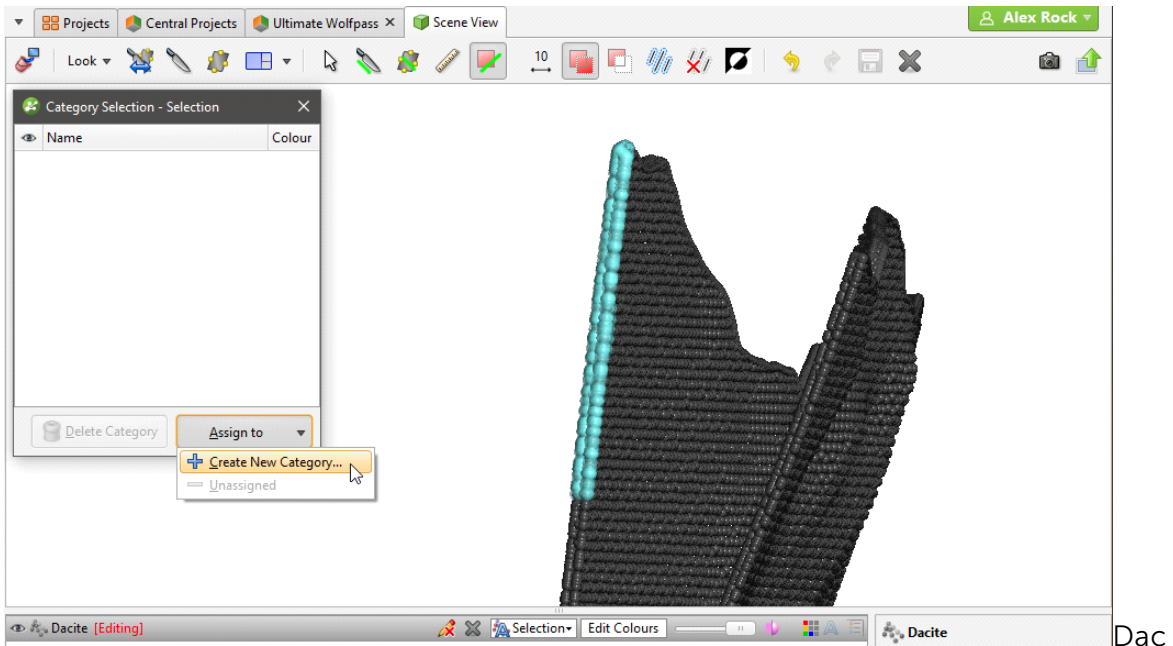 Projects Central Projects Ultimate Wolfpass × Scene View Alex Rock
Look 10
Category Selection - Selection
Name Colour
Delete Category Assign to
Create New Category...
Unassigned
Dacite [Editing] Selection Edit Colours Dacite
Dac